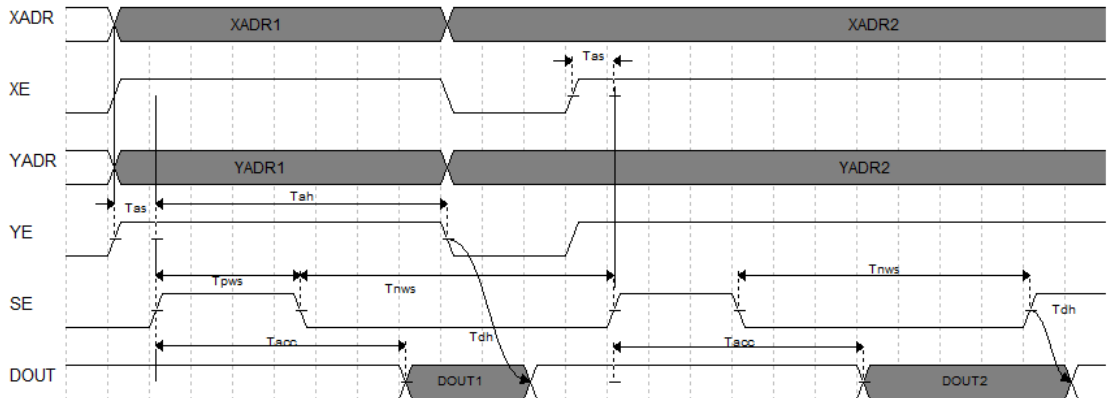 XADR XADR1 XADR2
Tas
XE
YADR YADR1 YADR2
Tas Tah
YE
Tpws Tnws Tnws
SE
Tacc Tdh Tacc Tdh
DOUT DOUT1 DOUT2